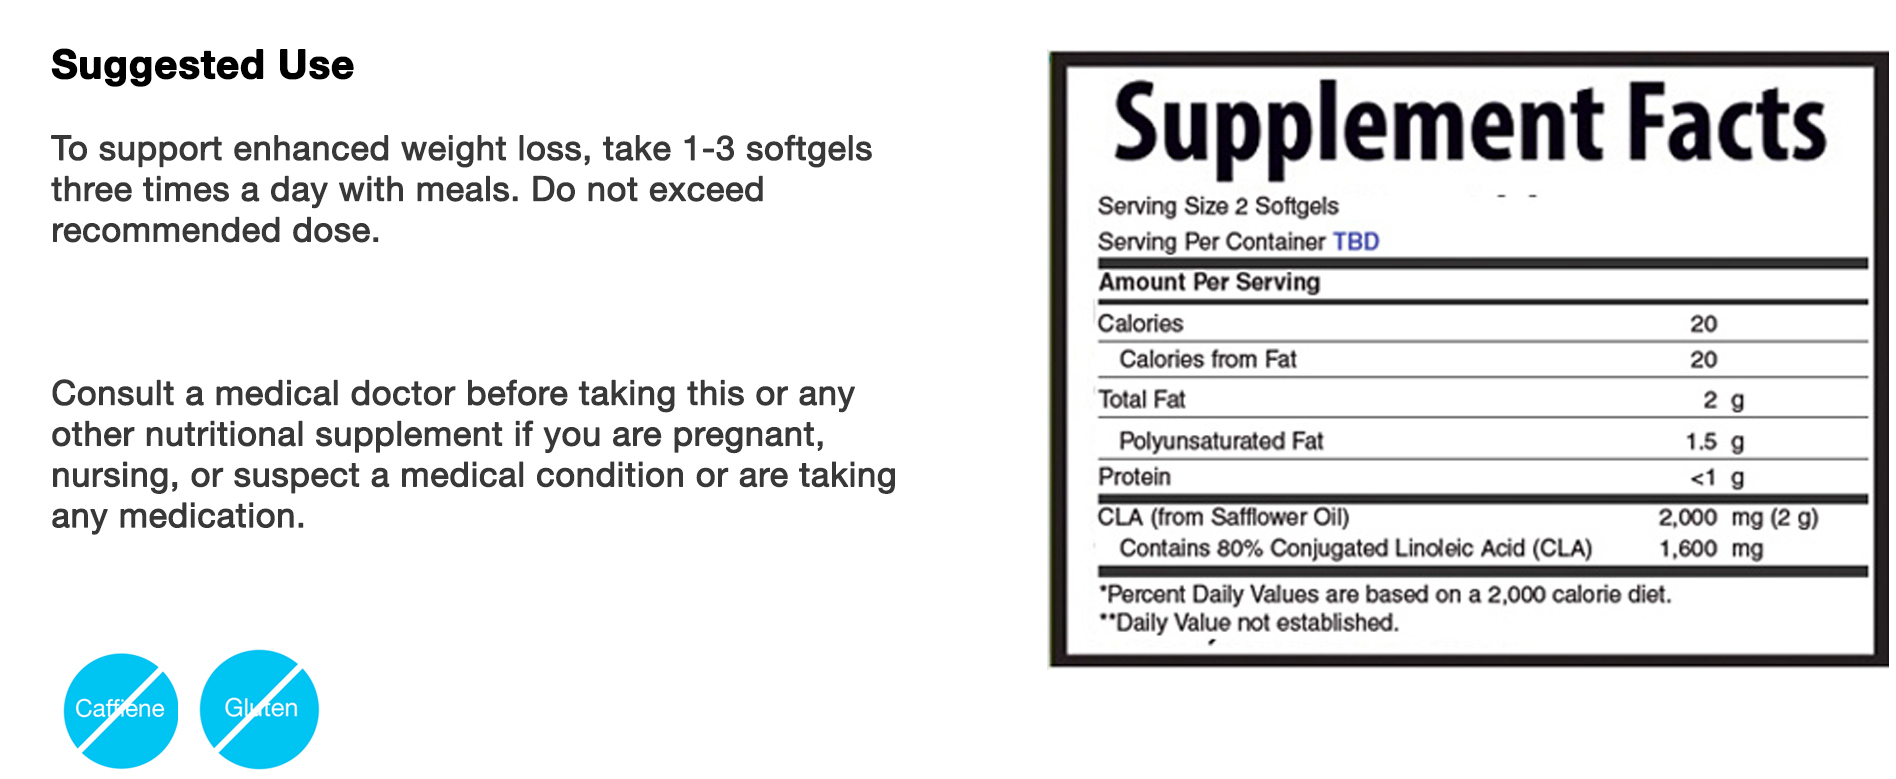 Suggested Use
To support enhanced weight loss, take 1-3 softgels
three times a day with meals. Do not exceed
recommended dose.
Consult a medical doctor before taking this or any
other nutritional supplement if you are pregnant,
nursing, or suspect a medical condition or are taking
any medication.
Caffiene
Gluten
Supplement Facts
Serving Size 2 Softgels
Serving Per Container TBD
Amount Per Serving
Calories 20
Calories from Fat 20
Total Fat 2 g
Polyunsaturated Fat 1.5 g
Protein <1 g
CLA (from Safflower Oil) 2,000 mg (2 g)
Contains 80% Conjugated Linoleic Acid (CLA) 1,600 mg
*Percent Daily Values are based on a 2,000 calorie diet.
**Daily Value not established.